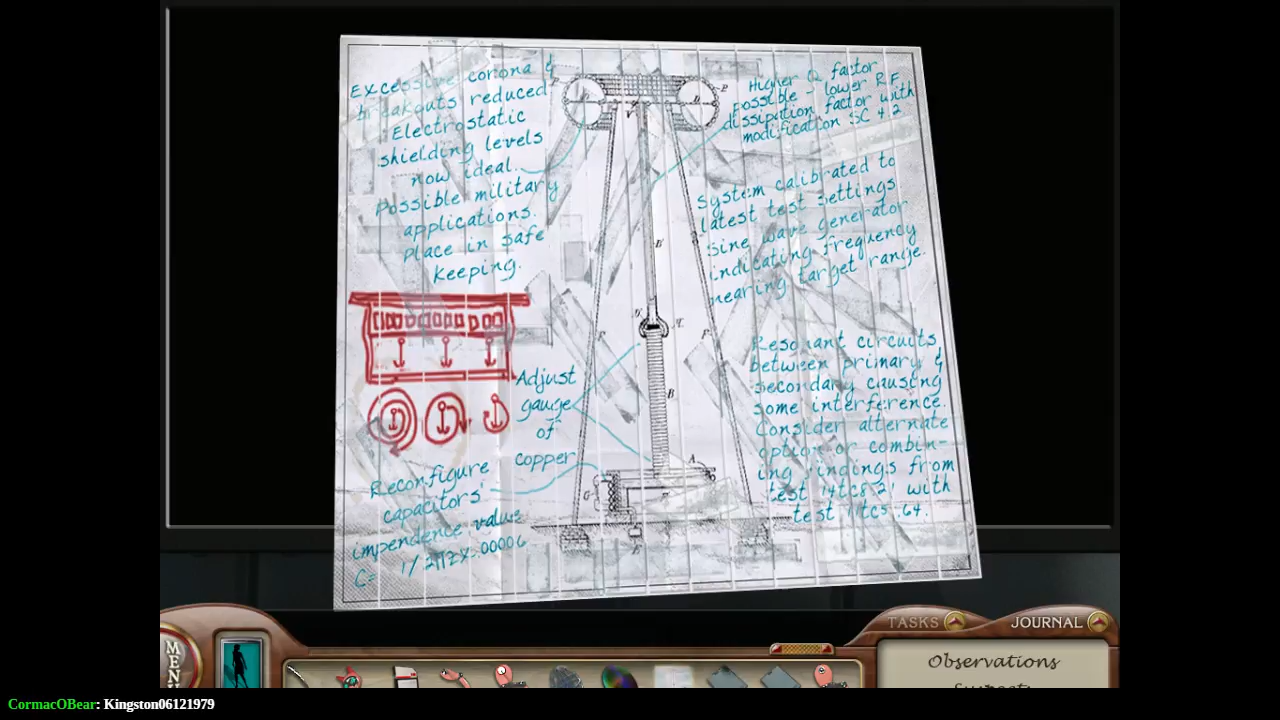 Excessive corona &
breakouts reduced
Electrostatic
shielding levels
now ideal.
Possible military
applications.
Place in safe
keeping.
Higher Q factor
possible - lower RF
dissipation factor with
modification SC 4.2
System calibrated to
latest test settings
Sine wave generator
indicating frequency
nearing target range.
Adjust
gauge
of
copper
Resonant circuits
between primary &
secondary causing
some interference.
Consider alternate
option or combin-
ing findings from
test with
test
Reconfigure
capacitors'
impendence value
C=
TASKS
JOURNAL
MENU
Observations
Suspects
CormacOBear: Kingston06121979